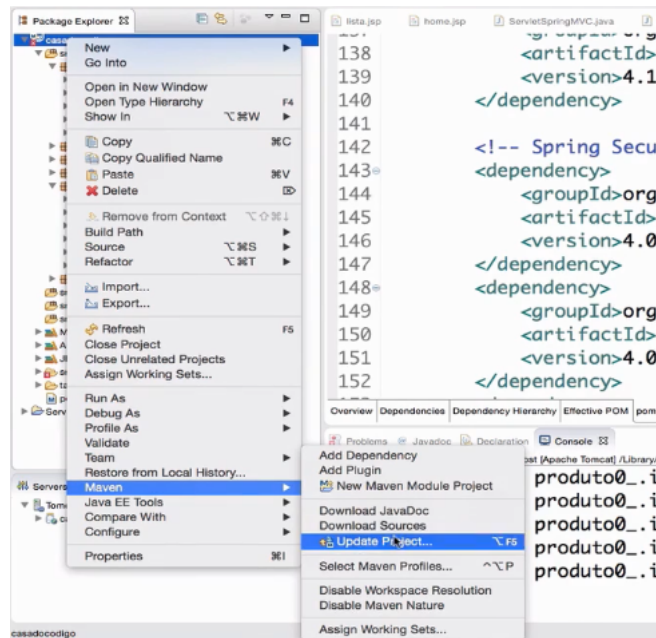 Package Explorer
lista.jsp
home.jsp
ServletSpringMVC.java
casadocodigo
New
Go Into
Open in New Window
Open Type Hierarchy F4
Show In ⌥⌘W
Copy ⌘C
Copy Qualified Name
Paste ⌘V
Delete ⌦
Remove from Context ⌥⇧⌘↓
Build Path
Source ⌥⌘S
Refactor ⌥⌘T
Import...
Export...
Refresh F5
Close Project
Close Unrelated Projects
Assign Working Sets...
Run As
Debug As
Profile As
Validate
Team
Restore from Local History...
Maven
Java EE Tools
Compare With
Configure
Properties ⌘I
138 <artifactId>
139 <version>4.1
140 </dependency>
141
142 <!-- Spring Secu
143 <dependency>
144 <groupId>org
145 <artifactId>
146 <version>4.0
147 </dependency>
148 <dependency>
149 <groupId>org
150 <artifactId>
151 <version>4.0
152 </dependency>
Overview Dependencies Dependency Hierarchy Effective POM pom
Problems Javadoc Declaration Console
ost [Apache Tomcat] /Library/
Add Dependency
Add Plugin
New Maven Module Project
Download JavaDoc
Download Sources
Update Project... ⌥F5
Select Maven Profiles... ^⌥P
Disable Workspace Resolution
Disable Maven Nature
Assign Working Sets...
produto0_.i
produto0_.i
produto0_.i
produto0_.i
produto0_.i
Servers
Tom
casadocodigo